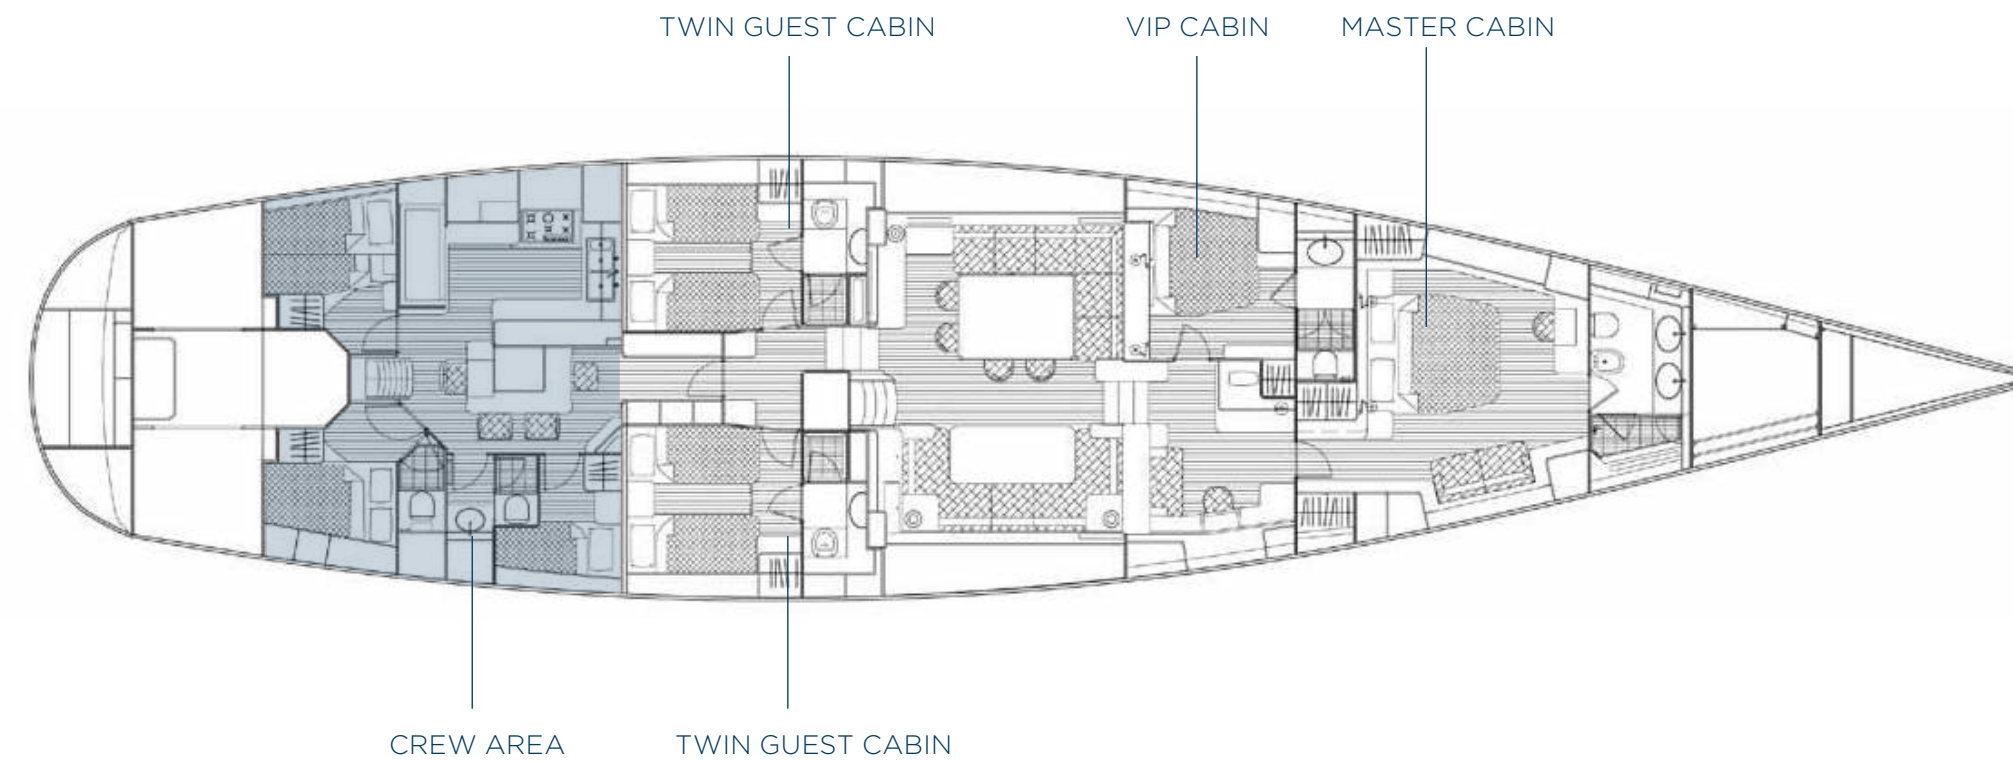 TWIN GUEST CABIN
VIP CABIN
MASTER CABIN
CREW AREA
TWIN GUEST CABIN